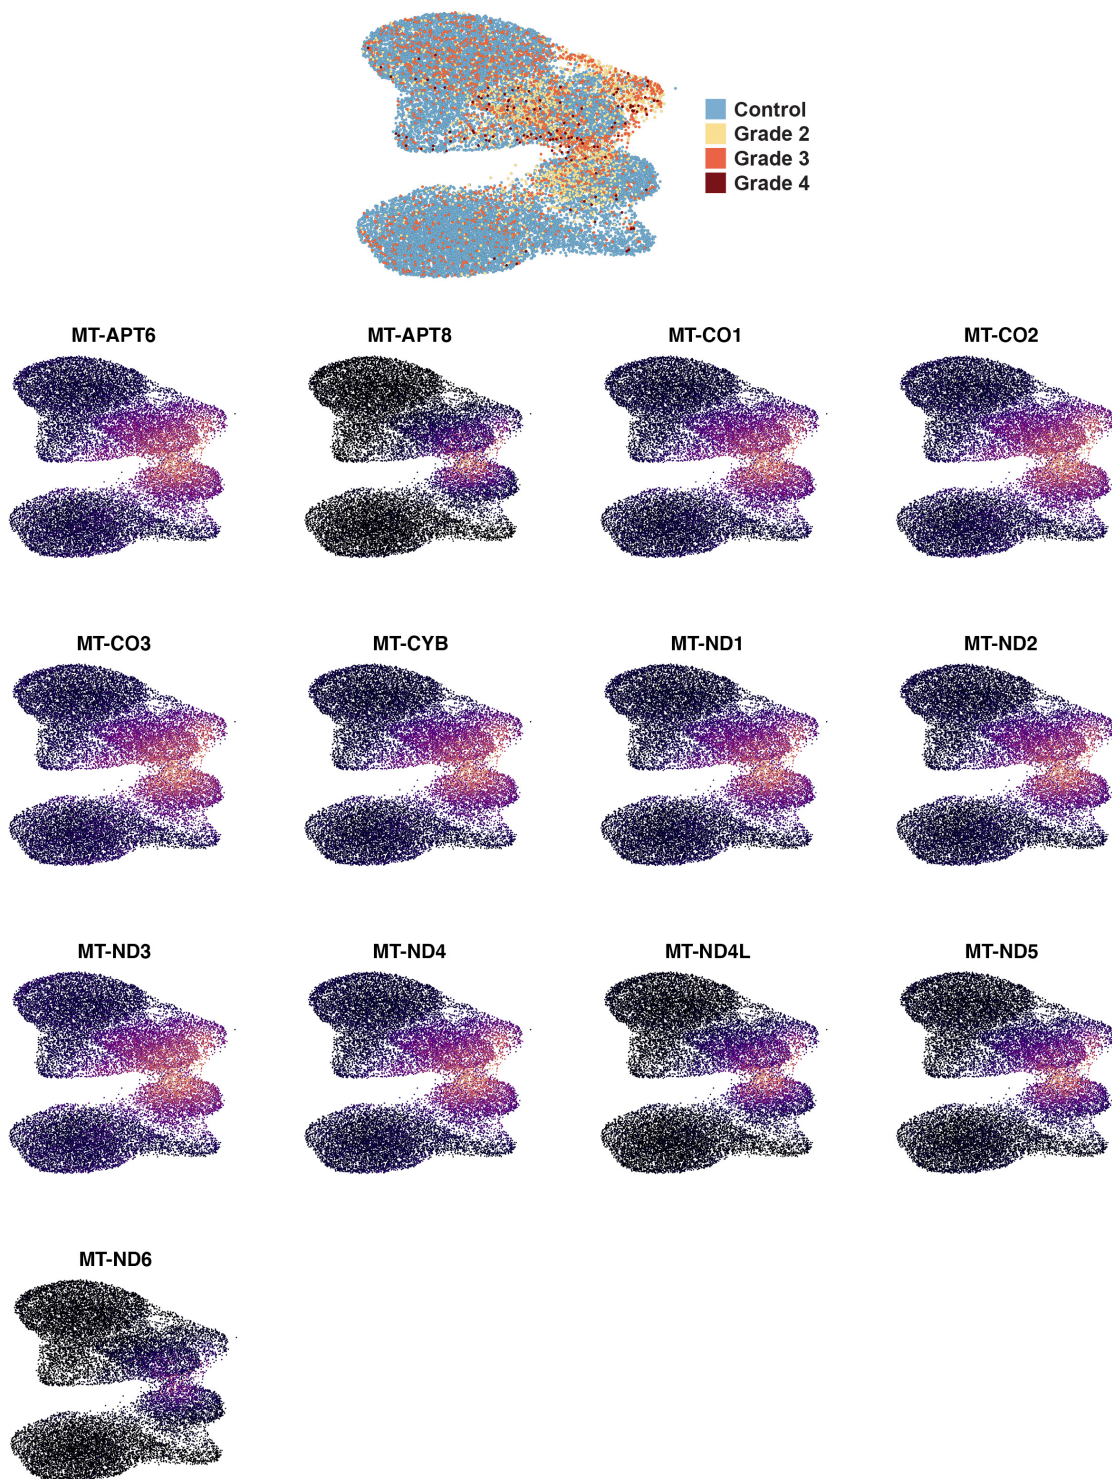 Control
Grade 2
Grade 3
Grade 4
MT-APT6 MT-APT8 MT-CO1 MT-CO2
MT-CO3 MT-CYB MT-ND1 MT-ND2
MT-ND3 MT-ND4 MT-ND4L MT-ND5
MT-ND6